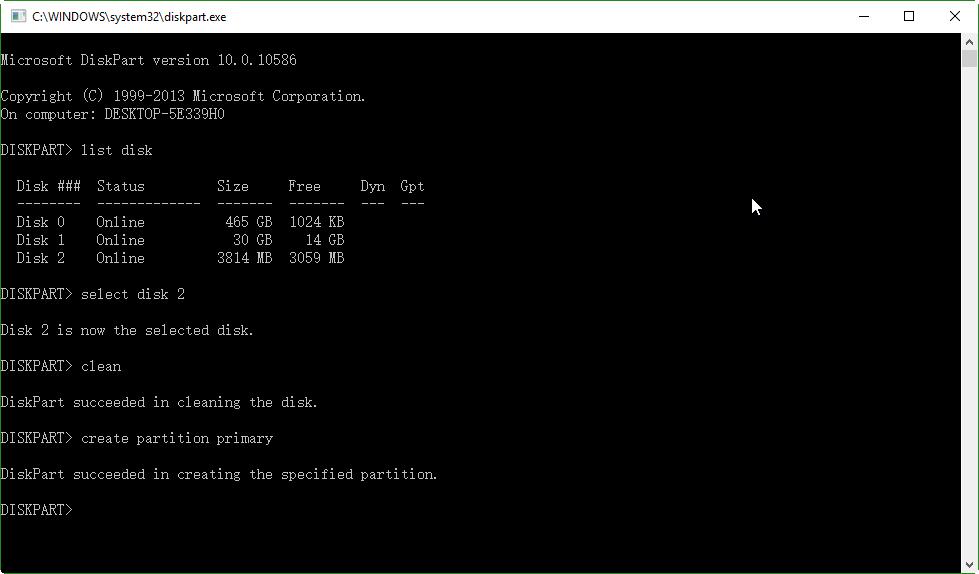 C:\WINDOWS\system32\diskpart.exe
Microsoft DiskPart version 10.0.10586
Copyright (C) 1999-2013 Microsoft Corporation.
On computer: DESKTOP-5E339H0
DISKPART> list disk
Disk ###  Status         Size     Free     Dyn  Gpt
--------  -------------  -------  -------  ---  ---
Disk 0    Online          465 GB  1024 KB
Disk 1    Online           30 GB    14 GB
Disk 2    Online         3814 MB  3059 MB
DISKPART> select disk 2
Disk 2 is now the selected disk.
DISKPART> clean
DiskPart succeeded in cleaning the disk.
DISKPART> create partition primary
DiskPart succeeded in creating the specified partition.
DISKPART>